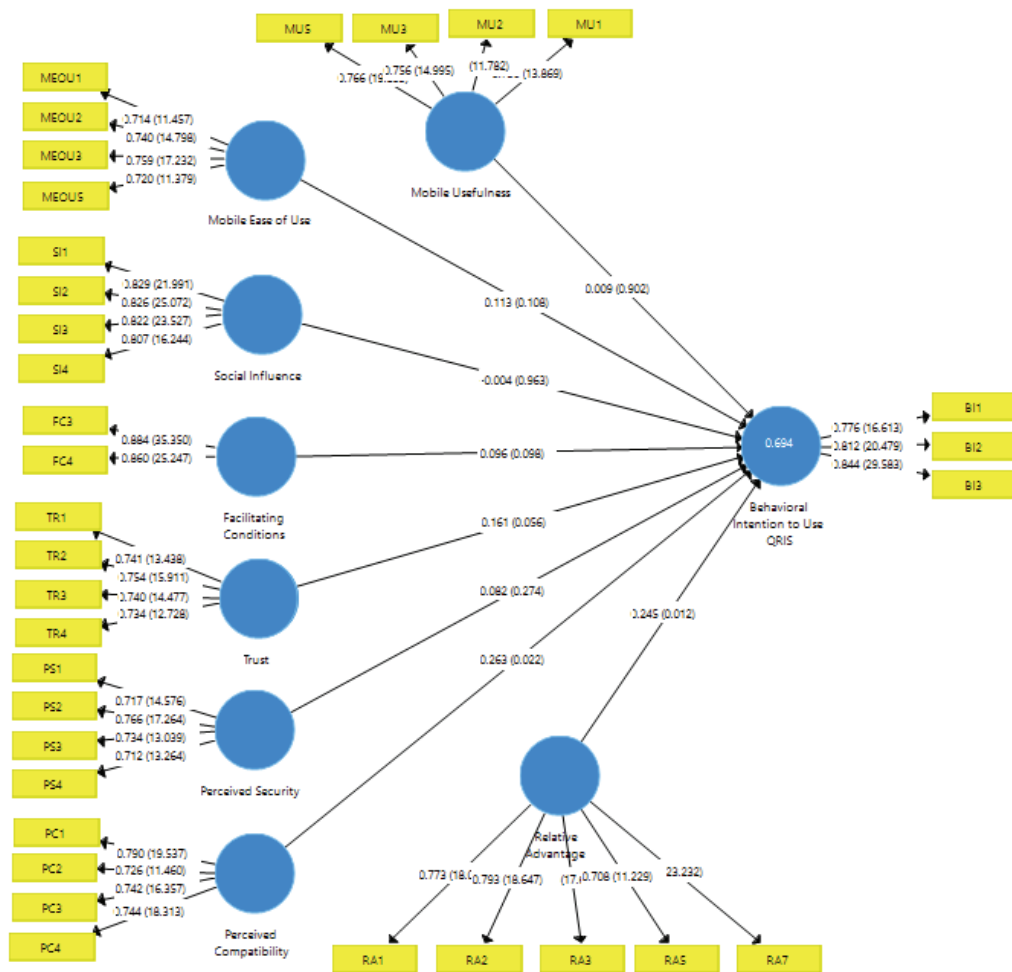 MU5
MU3
MU2
MU1
0.756 (14.995)
(11.782)
(13.869)
0.766
Mobile Usefulness
MEOU1
MEOU2
MEOU3
MEOU5
0.714 (11.457)
0.740 (14.798)
0.759 (17.232)
0.720 (11.379)
Mobile Ease of Use
0.113 (0.108)
0.009 (0.902)
SI1
SI2
SI3
SI4
0.829 (21.991)
0.826 (25.072)
0.822 (23.527)
0.807 (16.244)
Social Influence
-0.004 (0.963)
FC3
FC4
0.884 (35.350)
0.860 (25.247)
Facilitating
Conditions
0.096 (0.098)
0.694
Behavioral
Intention to Use
QRIS
0.776 (16.613)
0.812 (20.479)
0.844 (29.583)
BI1
BI2
BI3
TR1
TR2
TR3
TR4
0.741 (13.438)
0.754 (15.911)
0.740 (14.477)
0.734 (12.728)
Trust
0.161 (0.056)
PS1
PS2
PS3
PS4
0.717 (14.576)
0.766 (17.264)
0.734 (13.039)
0.712 (13.264)
Perceived Security
0.082 (0.274)
PC1
PC2
PC3
PC4
0.790 (19.537)
0.726 (11.460)
0.742 (16.357)
0.744 (18.313)
Perceived
Compatibility
0.263 (0.022)
0.245 (0.012)
Relative
Advantage
0.773
0.793 (18.647)
0.708 (11.229)
23.232)
RA1
RA2
RA3
RA5
RA7